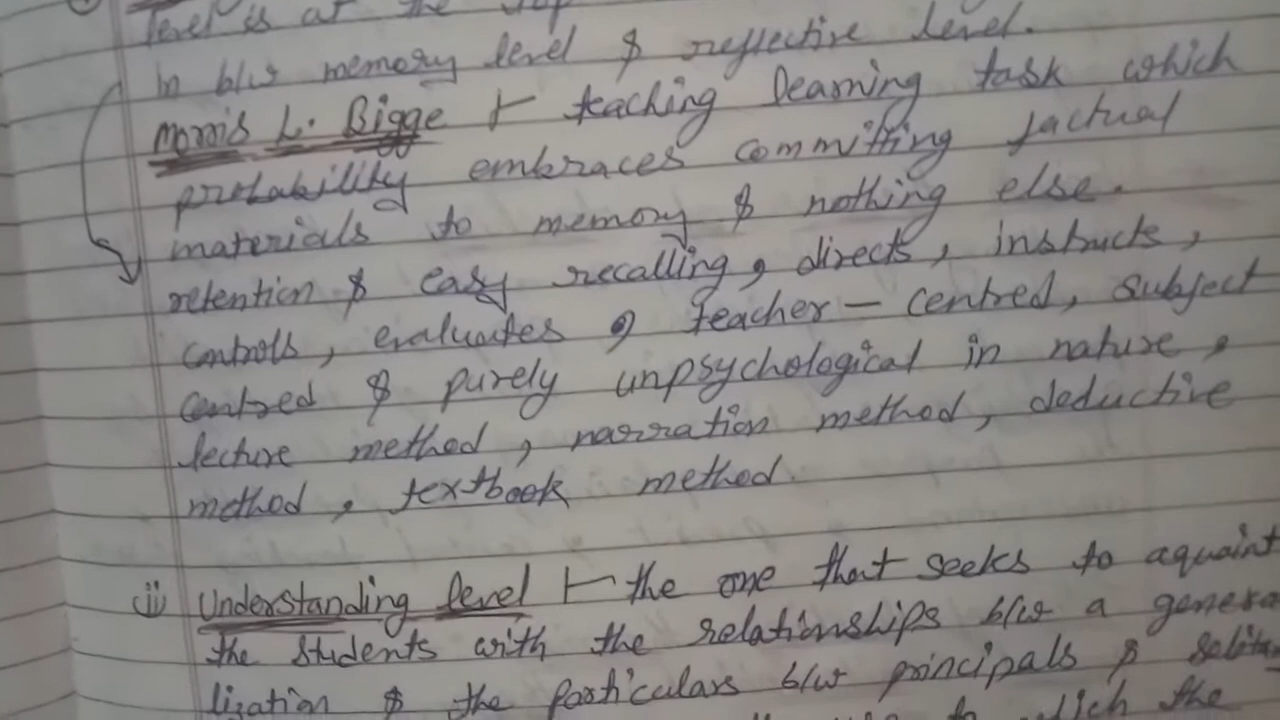 level is at the top
in b/w memory level & reflective level.
Morris L. Bigge teaching learning task which
probability embraces committing factual
materials to memory & nothing else.
retention & easy recalling, directs, instructs,
controls, evaluates, teacher - centred, subject
centred & purely unpsychological in nature,
lecture method, narration method, deductive
method, textbook method.
(ii) Understanding level the one that seeks to aquaint
the students with the relationships b/w a genera
lization & the particulars b/w principals &
which the